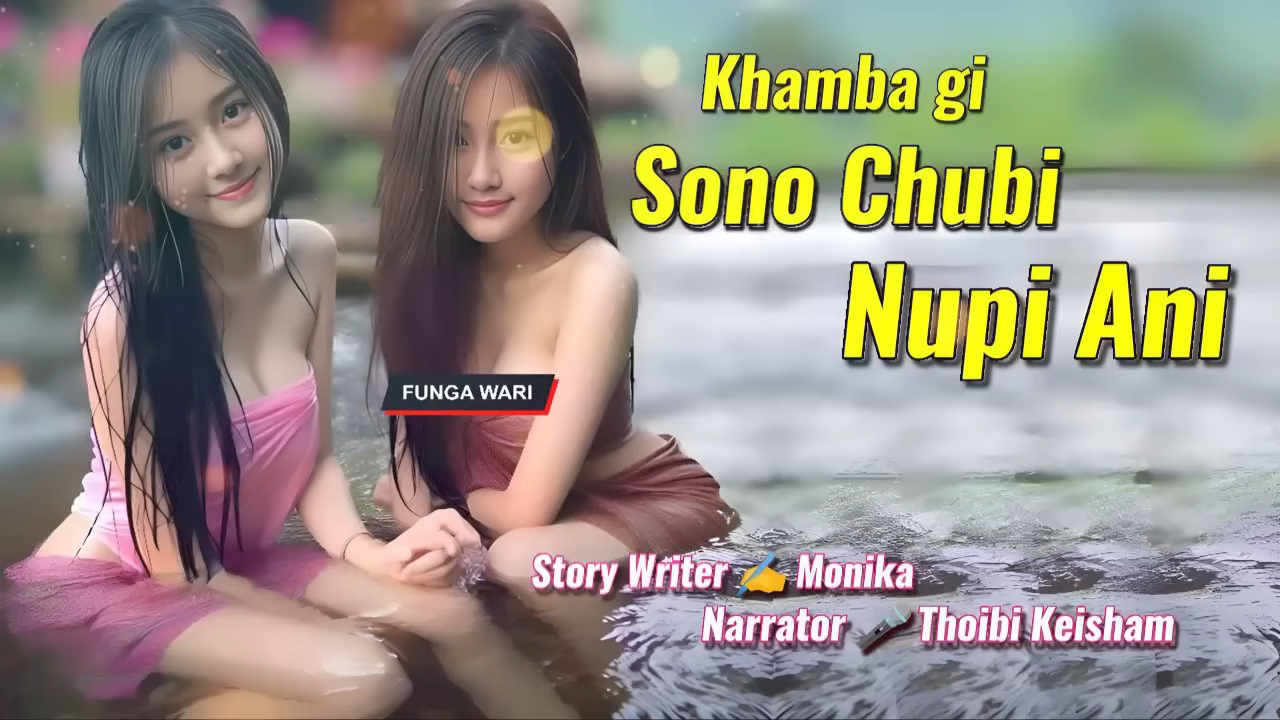 Khamba gi
Sono Chubi
Nupi Ani
FUNGA WARI
Story Writer ✍️ Monika
Narrator 🎤 Thoibi Keisham